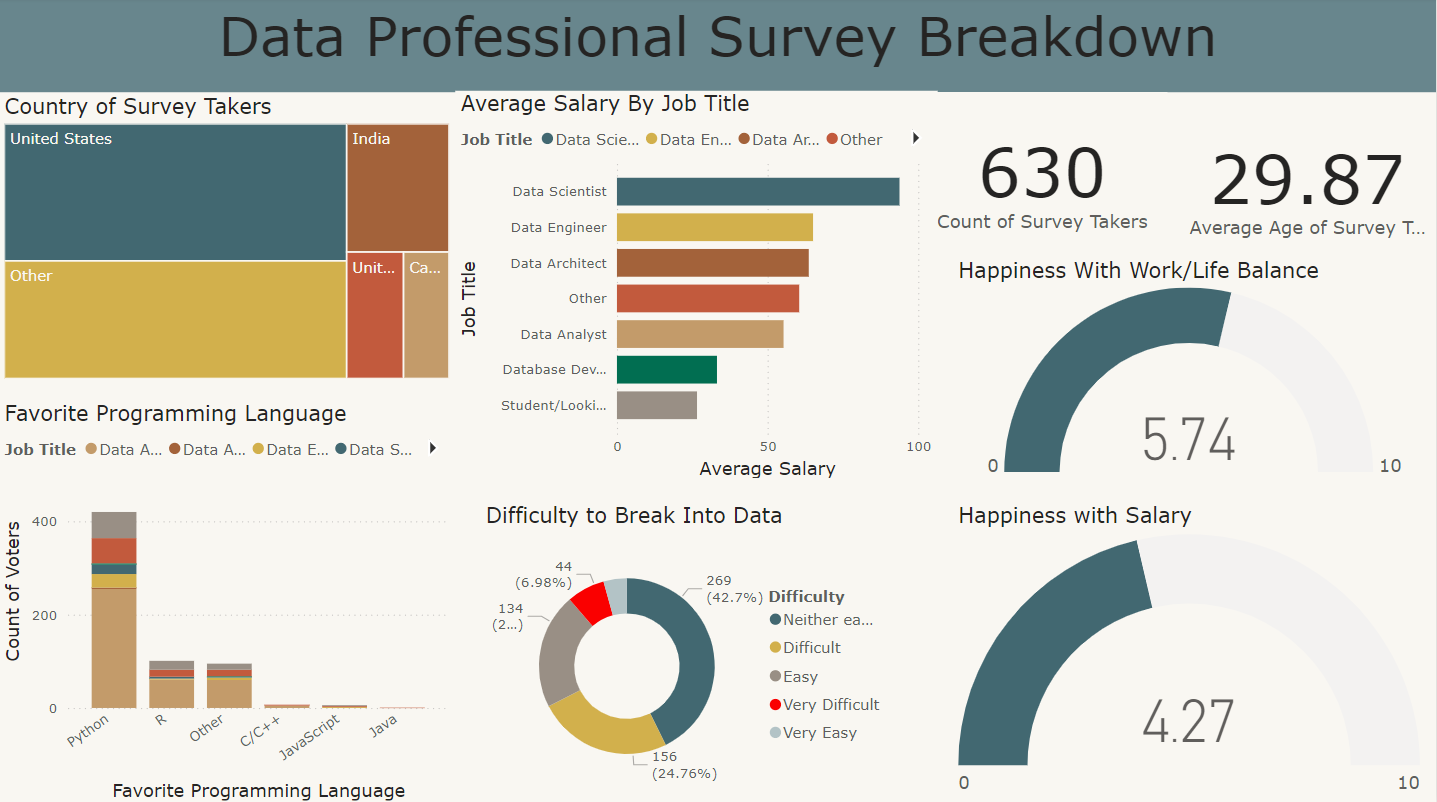 Data Professional Survey Breakdown
Country of Survey Takers
United States
India
Other
Unit...
Ca...
Average Salary By Job Title
Job Title Data Scie... Data En... Data Ar... Other
Job Title
Data Scientist
Data Engineer
Data Architect
Other
Data Analyst
Database Dev...
Student/Looki...
0 50 100
Average Salary
630
Count of Survey Takers
29.87
Average Age of Survey T...
Happiness With Work/Life Balance
5.74
0 10
Favorite Programming Language
Job Title Data A... Data A... Data E... Data S...
Count of Voters
400
200
0
Python R Other C/C++ JavaScript Java
Favorite Programming Language
Difficulty to Break Into Data
44
(6.98%)
269
(42.7%)
134
(2...)
156
(24.76%)
Difficulty
Neither ea...
Difficult
Easy
Very Difficult
Very Easy
Happiness with Salary
4.27
0 10